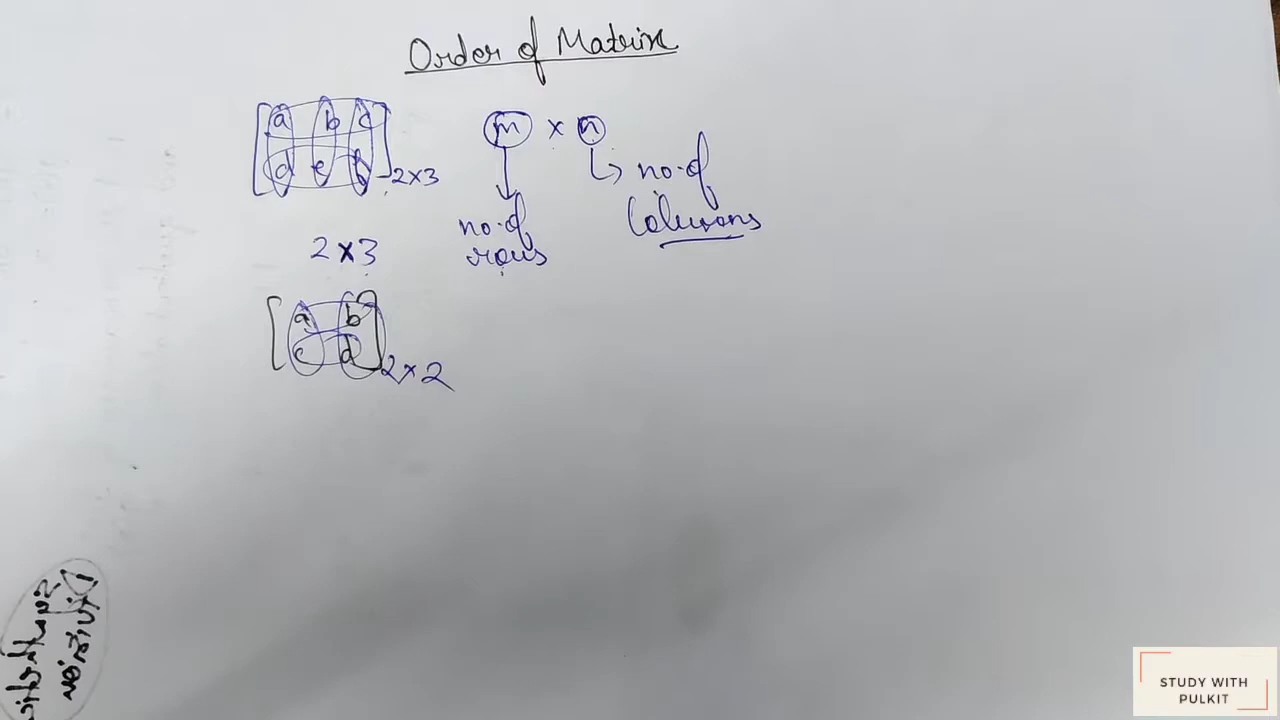 Order of Matrix
[a b c
d e f] 2×3
m × n
no. of rows
no. of Columns
2 × 3
[a b
c d] 2 × 2
STUDY WITH
PULKIT